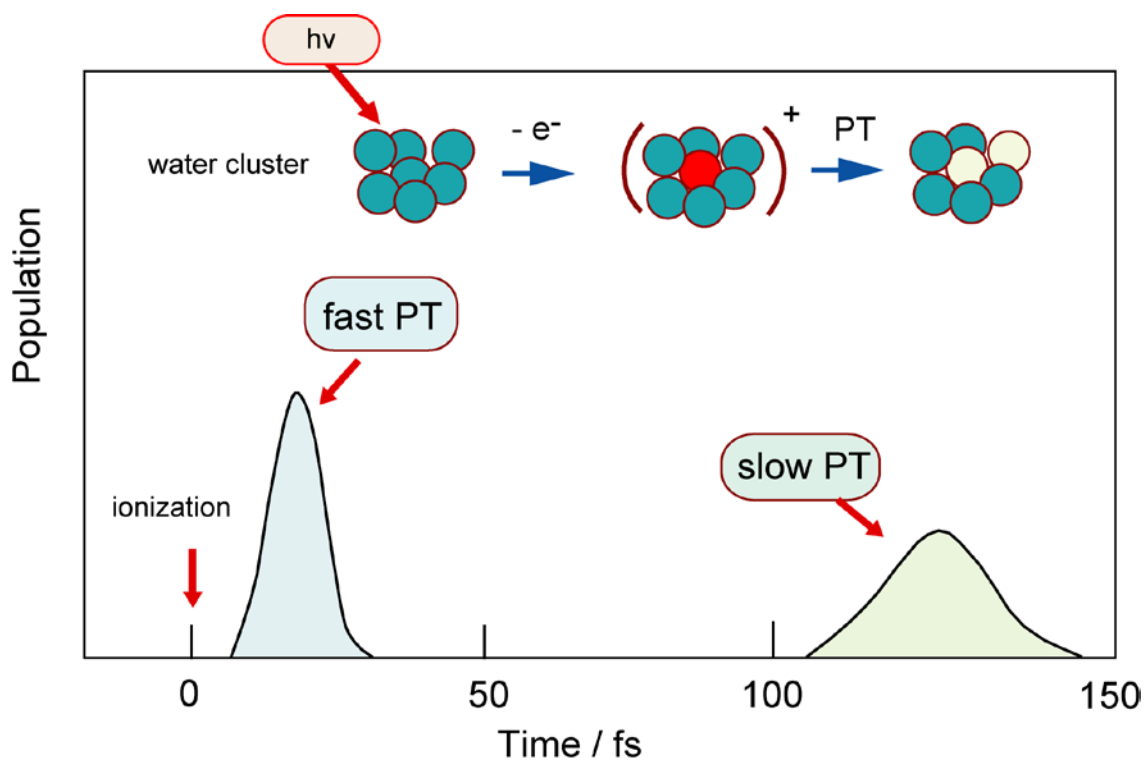 hν
water cluster
- e-
+
PT
Population
fast PT
slow PT
ionization
0
50
100
150
Time / fs